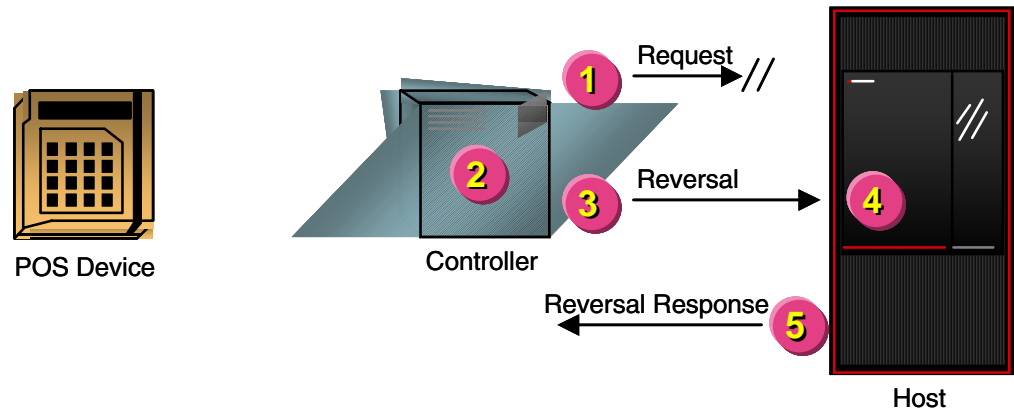 1
Request
2
3
Reversal
4
POS Device
Controller
Reversal Response
5
Host